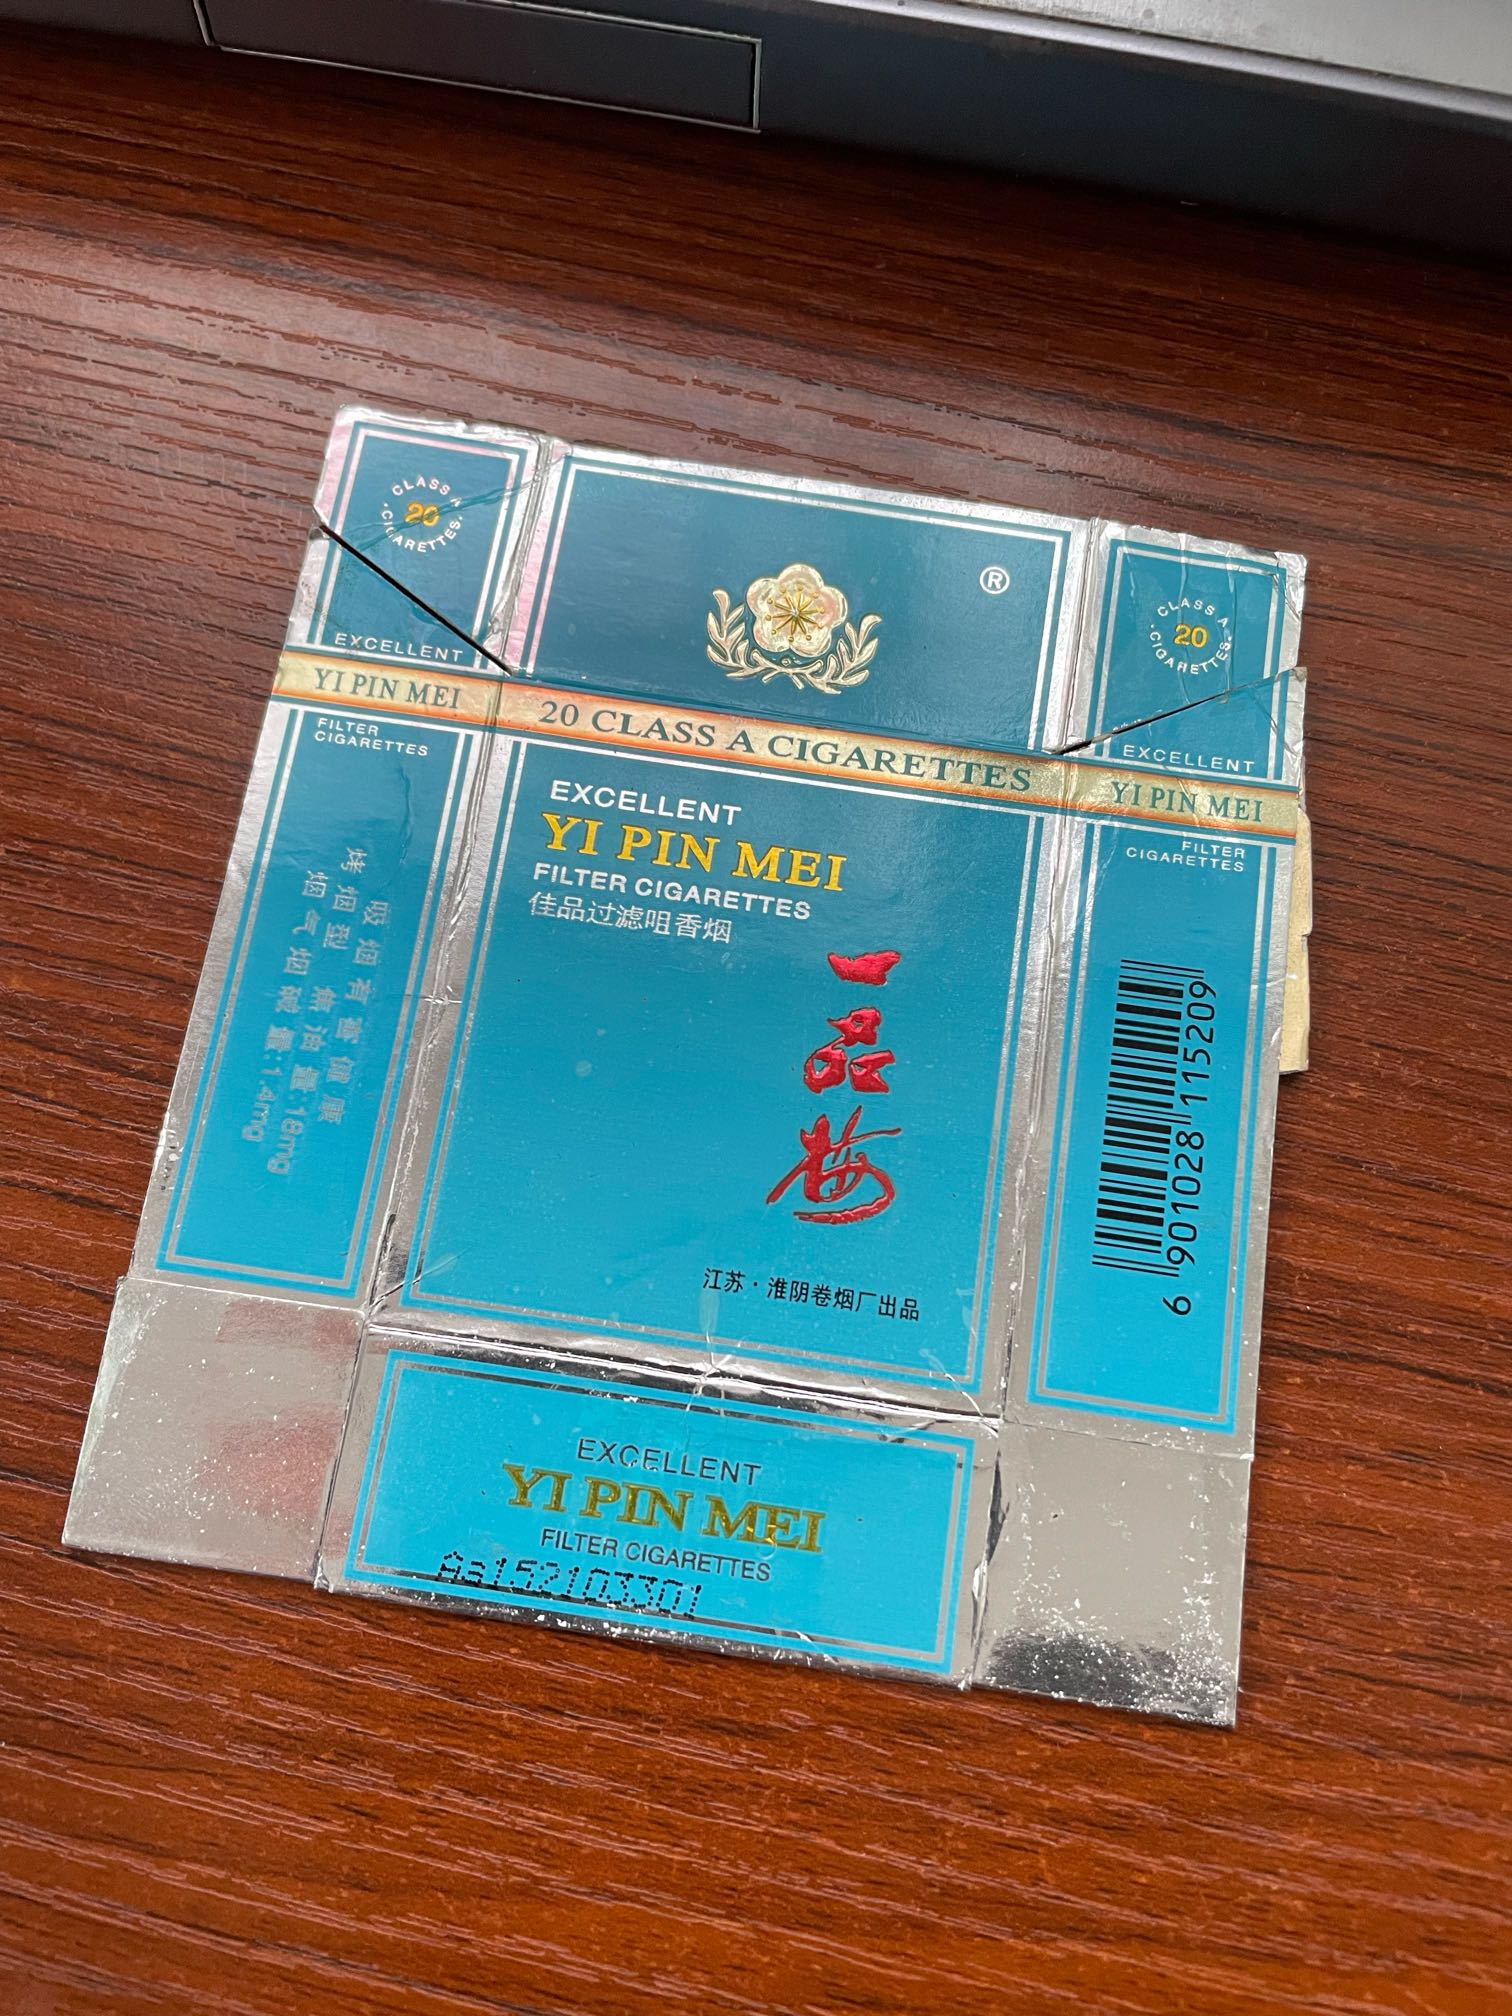 CLASS A
20
CIGARETTES
EXCELLENT
YI PIN MEI
FILTER
CIGARETTES
吸烟有害健康
烤烟型 焦油量:18mg
烟气烟碱量:1.4mg
®
20 CLASS A CIGARETTES
EXCELLENT
YI PIN MEI
FILTER CIGARETTES
佳品过滤咀香烟
一品梅
江苏·淮阴卷烟厂出品
CLASS A
20
CIGARETTES
EXCELLENT
YI PIN MEI
FILTER
CIGARETTES
6 901028 115209
EXCELLENT
YI PIN MEI
FILTER CIGARETTES
Aa152103301